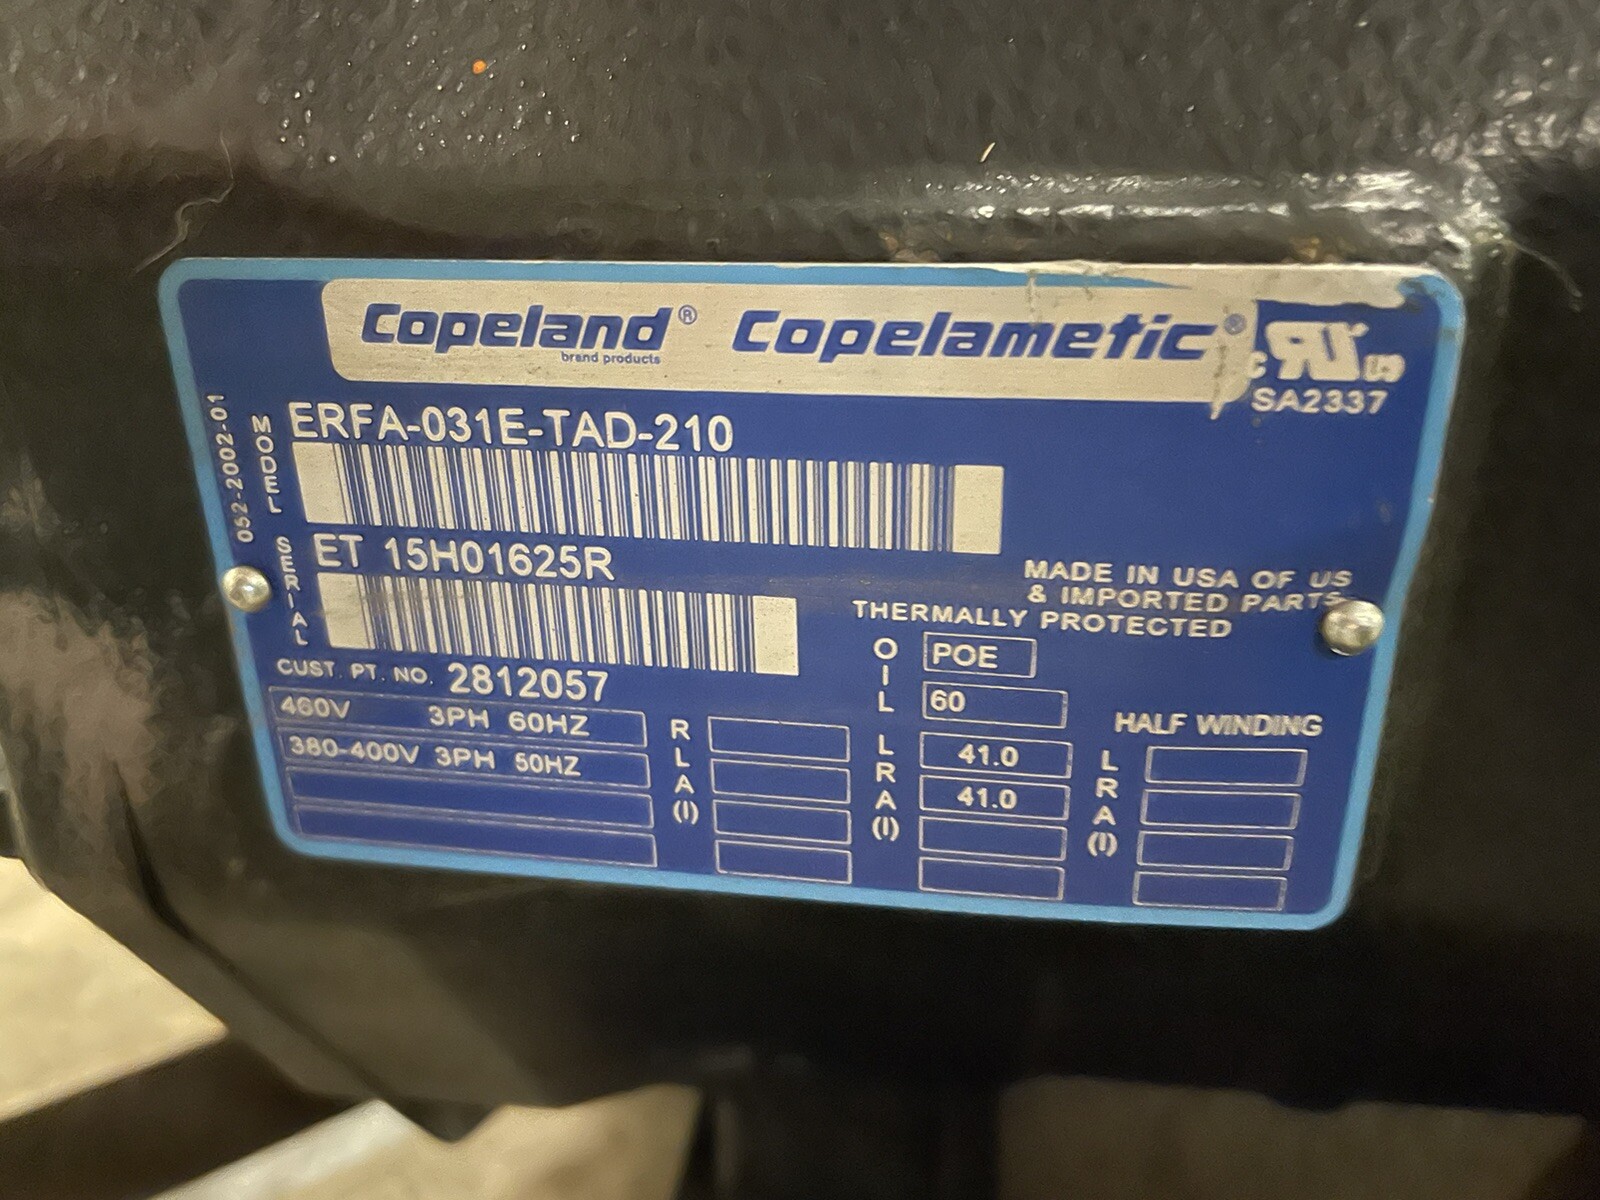 Copeland® Copelametic®
brand products
C RU US
SA2337
052-2002-01
MODEL
ERFA-031E-TAD-210
SERIAL
ET 15H01625R
MADE IN USA OF US
& IMPORTED PARTS
THERMALLY PROTECTED
CUST. PT. NO. 2812057
OIL
POE
60
460V 3PH 60HZ
380-400V 3PH 50HZ
RLA(I)
LRA(I)
41.0
41.0
HALF WINDING
LRA(I)